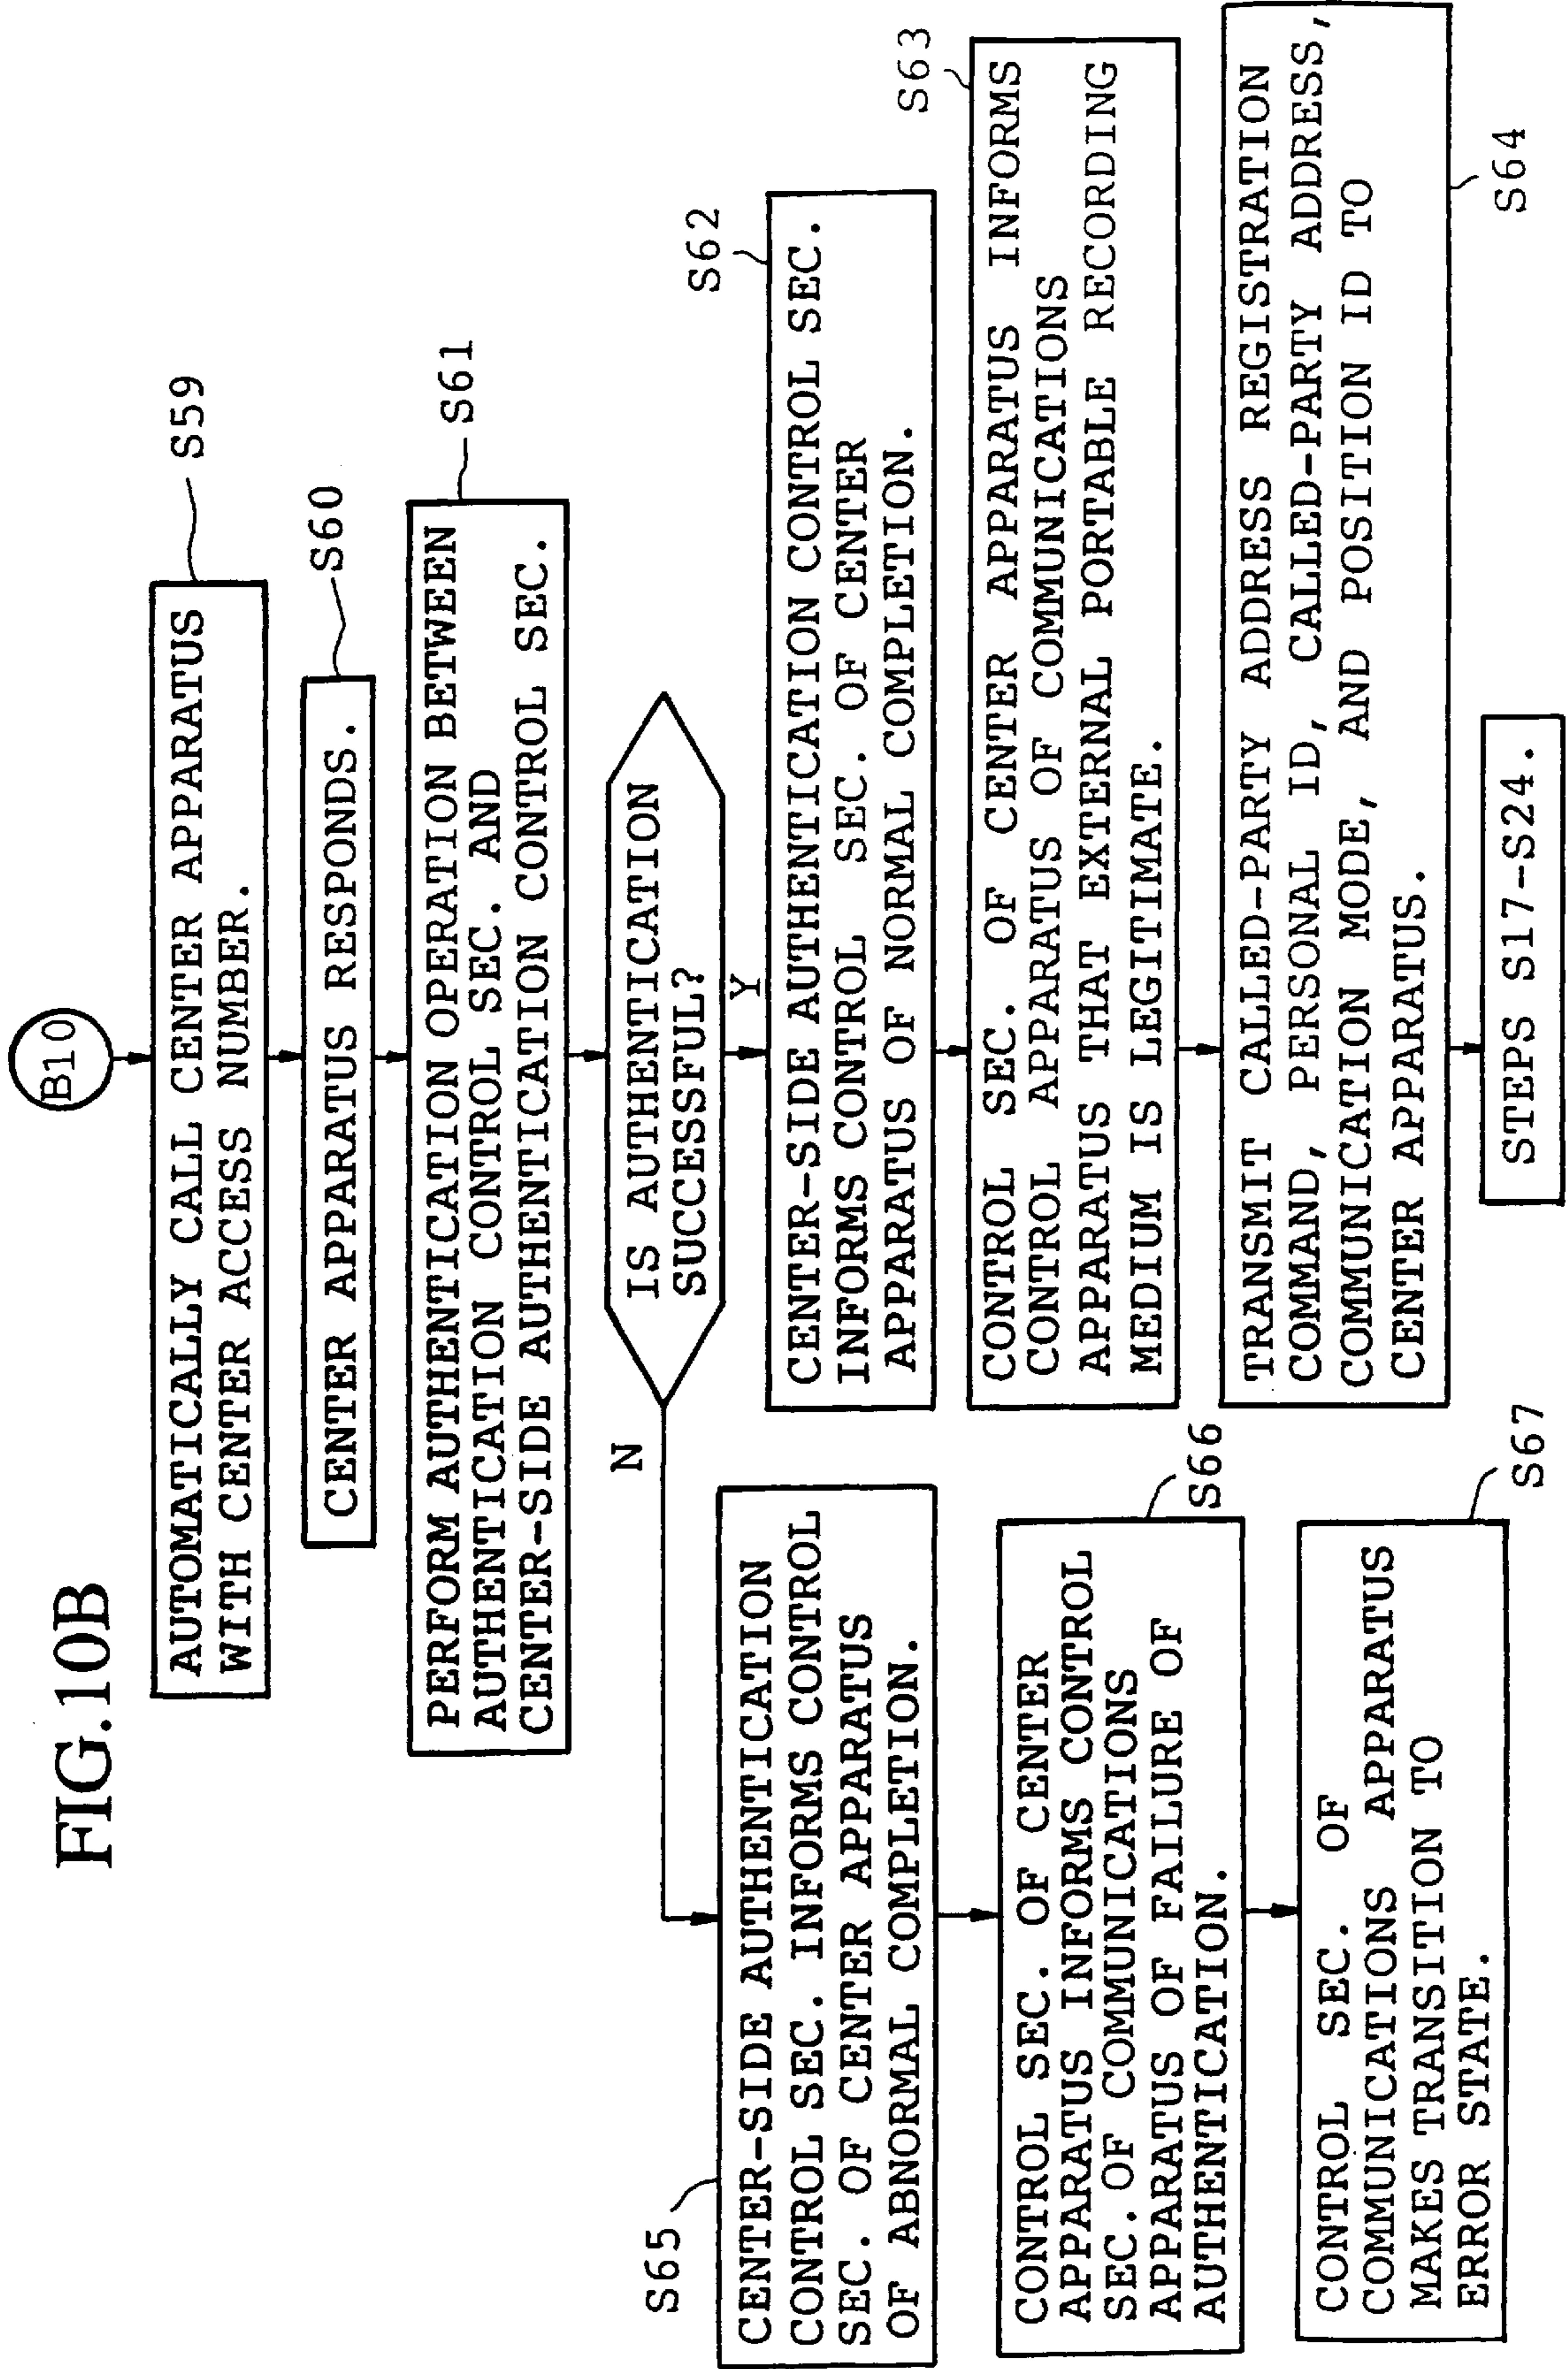 FIG.10B
B10
AUTOMATICALLY CALL CENTER APPARATUS
WITH CENTER ACCESS NUMBER.
S59
CENTER APPARATUS RESPONDS.
S60
PERFORM AUTHENTICATION OPERATION BETWEEN
AUTHENTICATION CONTROL SEC. AND
CENTER-SIDE AUTHENTICATION CONTROL SEC.
S61
IS AUTHENTICATION
SUCCESSFUL?
N
Y
CENTER-SIDE AUTHENTICATION CONTROL SEC.
INFORMS CONTROL SEC. OF CENTER
APPARATUS OF NORMAL COMPLETION.
S62
CONTROL SEC. OF CENTER APPARATUS INFORMS
CONTROL APPARATUS OF COMMUNICATIONS
APPARATUS THAT EXTERNAL PORTABLE RECORDING
MEDIUM IS LEGITIMATE.
S63
TRANSMIT CALLED-PARTY ADDRESS REGISTRATION
COMMAND, PERSONAL ID, CALLED-PARTY ADDRESS,
COMMUNICATION MODE, AND POSITION ID TO
CENTER APPARATUS.
S64
STEPS S17-S24.
S65
CENTER-SIDE AUTHENTICATION
CONTROL SEC. INFORMS CONTROL
SEC. OF CENTER APPARATUS
OF ABNORMAL COMPLETION.
CONTROL SEC. OF CENTER
APPARATUS INFORMS CONTROL
SEC. OF COMMUNICATIONS
APPARATUS OF FAILURE OF
AUTHENTICATION.
S66
CONTROL SEC. OF
COMMUNICATIONS APPARATUS
MAKES TRANSITION TO
ERROR STATE.
S67